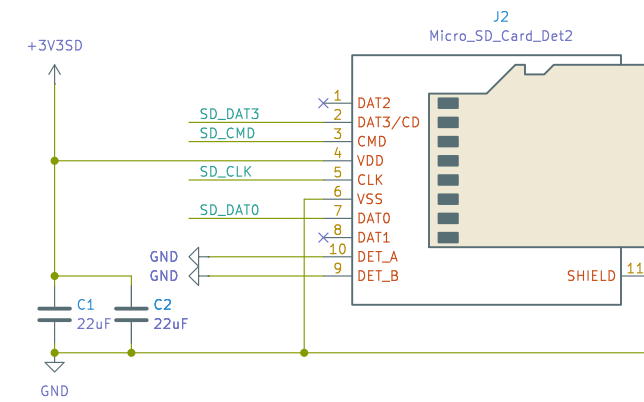 J2
Micro_SD_Card_Det2
+3V3SD
1 DAT2
SD_DAT3 2 DAT3/CD
SD_CMD 3 CMD
4 VDD
SD_CLK 5 CLK
6 VSS
SD_DAT0 7 DAT0
8 DAT1
GND 10 DET_A
GND 9 DET_B
SHIELD 11
C1 C2
22uF 22uF
GND